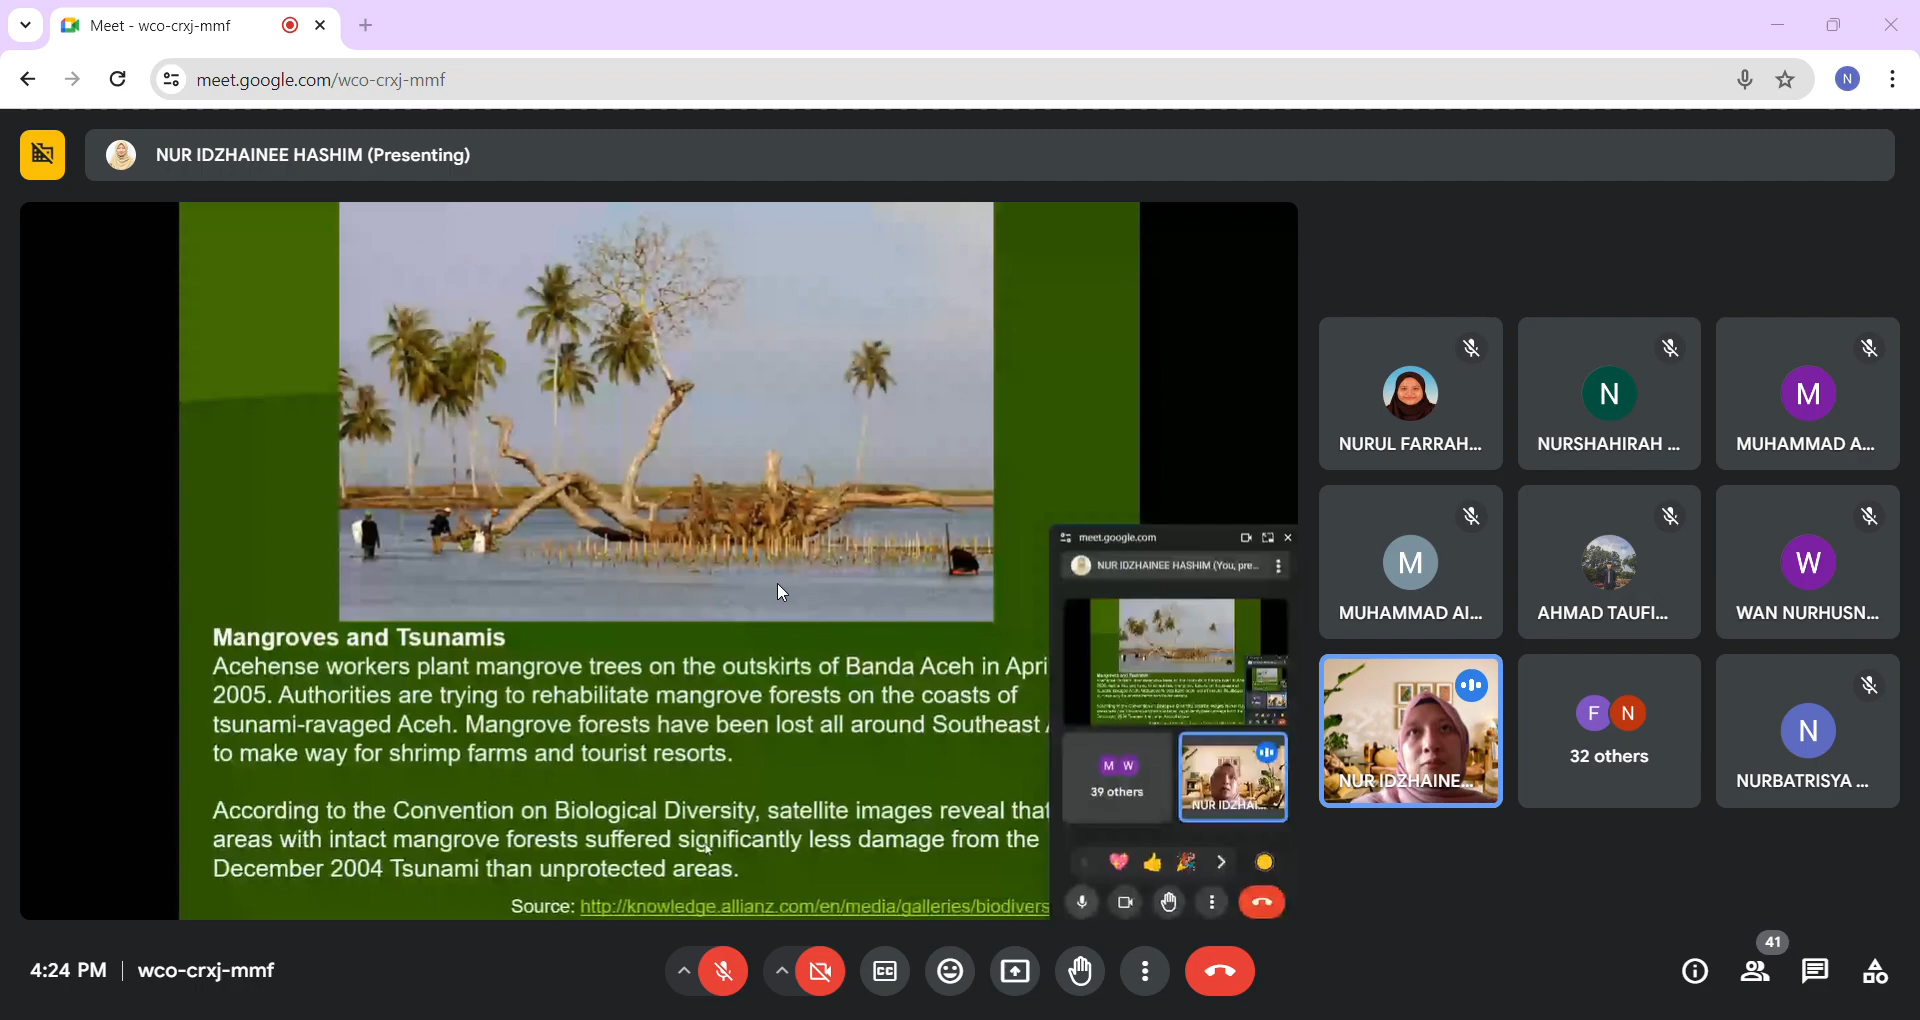 Meet - wco-crxj-mmf
meet.google.com/wco-crxj-mmf
N
NUR IDZHAINEE HASHIM (Presenting)
Mangroves and Tsunamis
Acehense workers plant mangrove trees on the outskirts of Banda Aceh in Apri
2005. Authorities are trying to rehabilitate mangrove forests on the coasts of
tsunami-ravaged Aceh. Mangrove forests have been lost all around Southeast
to make way for shrimp farms and tourist resorts.
According to the Convention on Biological Diversity, satellite images reveal that
areas with intact mangrove forests suffered significantly less damage from the
December 2004 Tsunami than unprotected areas.
Source: http://knowledge.allianz.com/en/media/galleries/biodivers
meet.google.com
NUR IDZHAINEE HASHIM (You, pre...
M W
39 others
NUR IDZHAI...
NURUL FARRAH...
N
NURSHAHIRAH ...
M
MUHAMMAD A...
M
MUHAMMAD AI...
AHMAD TAUFI...
W
WAN NURHUSN...
NUR IDZHAINE...
F N
32 others
N
NURBATRISYA ...
4:24 PM | wco-crxj-mmf
CC
41